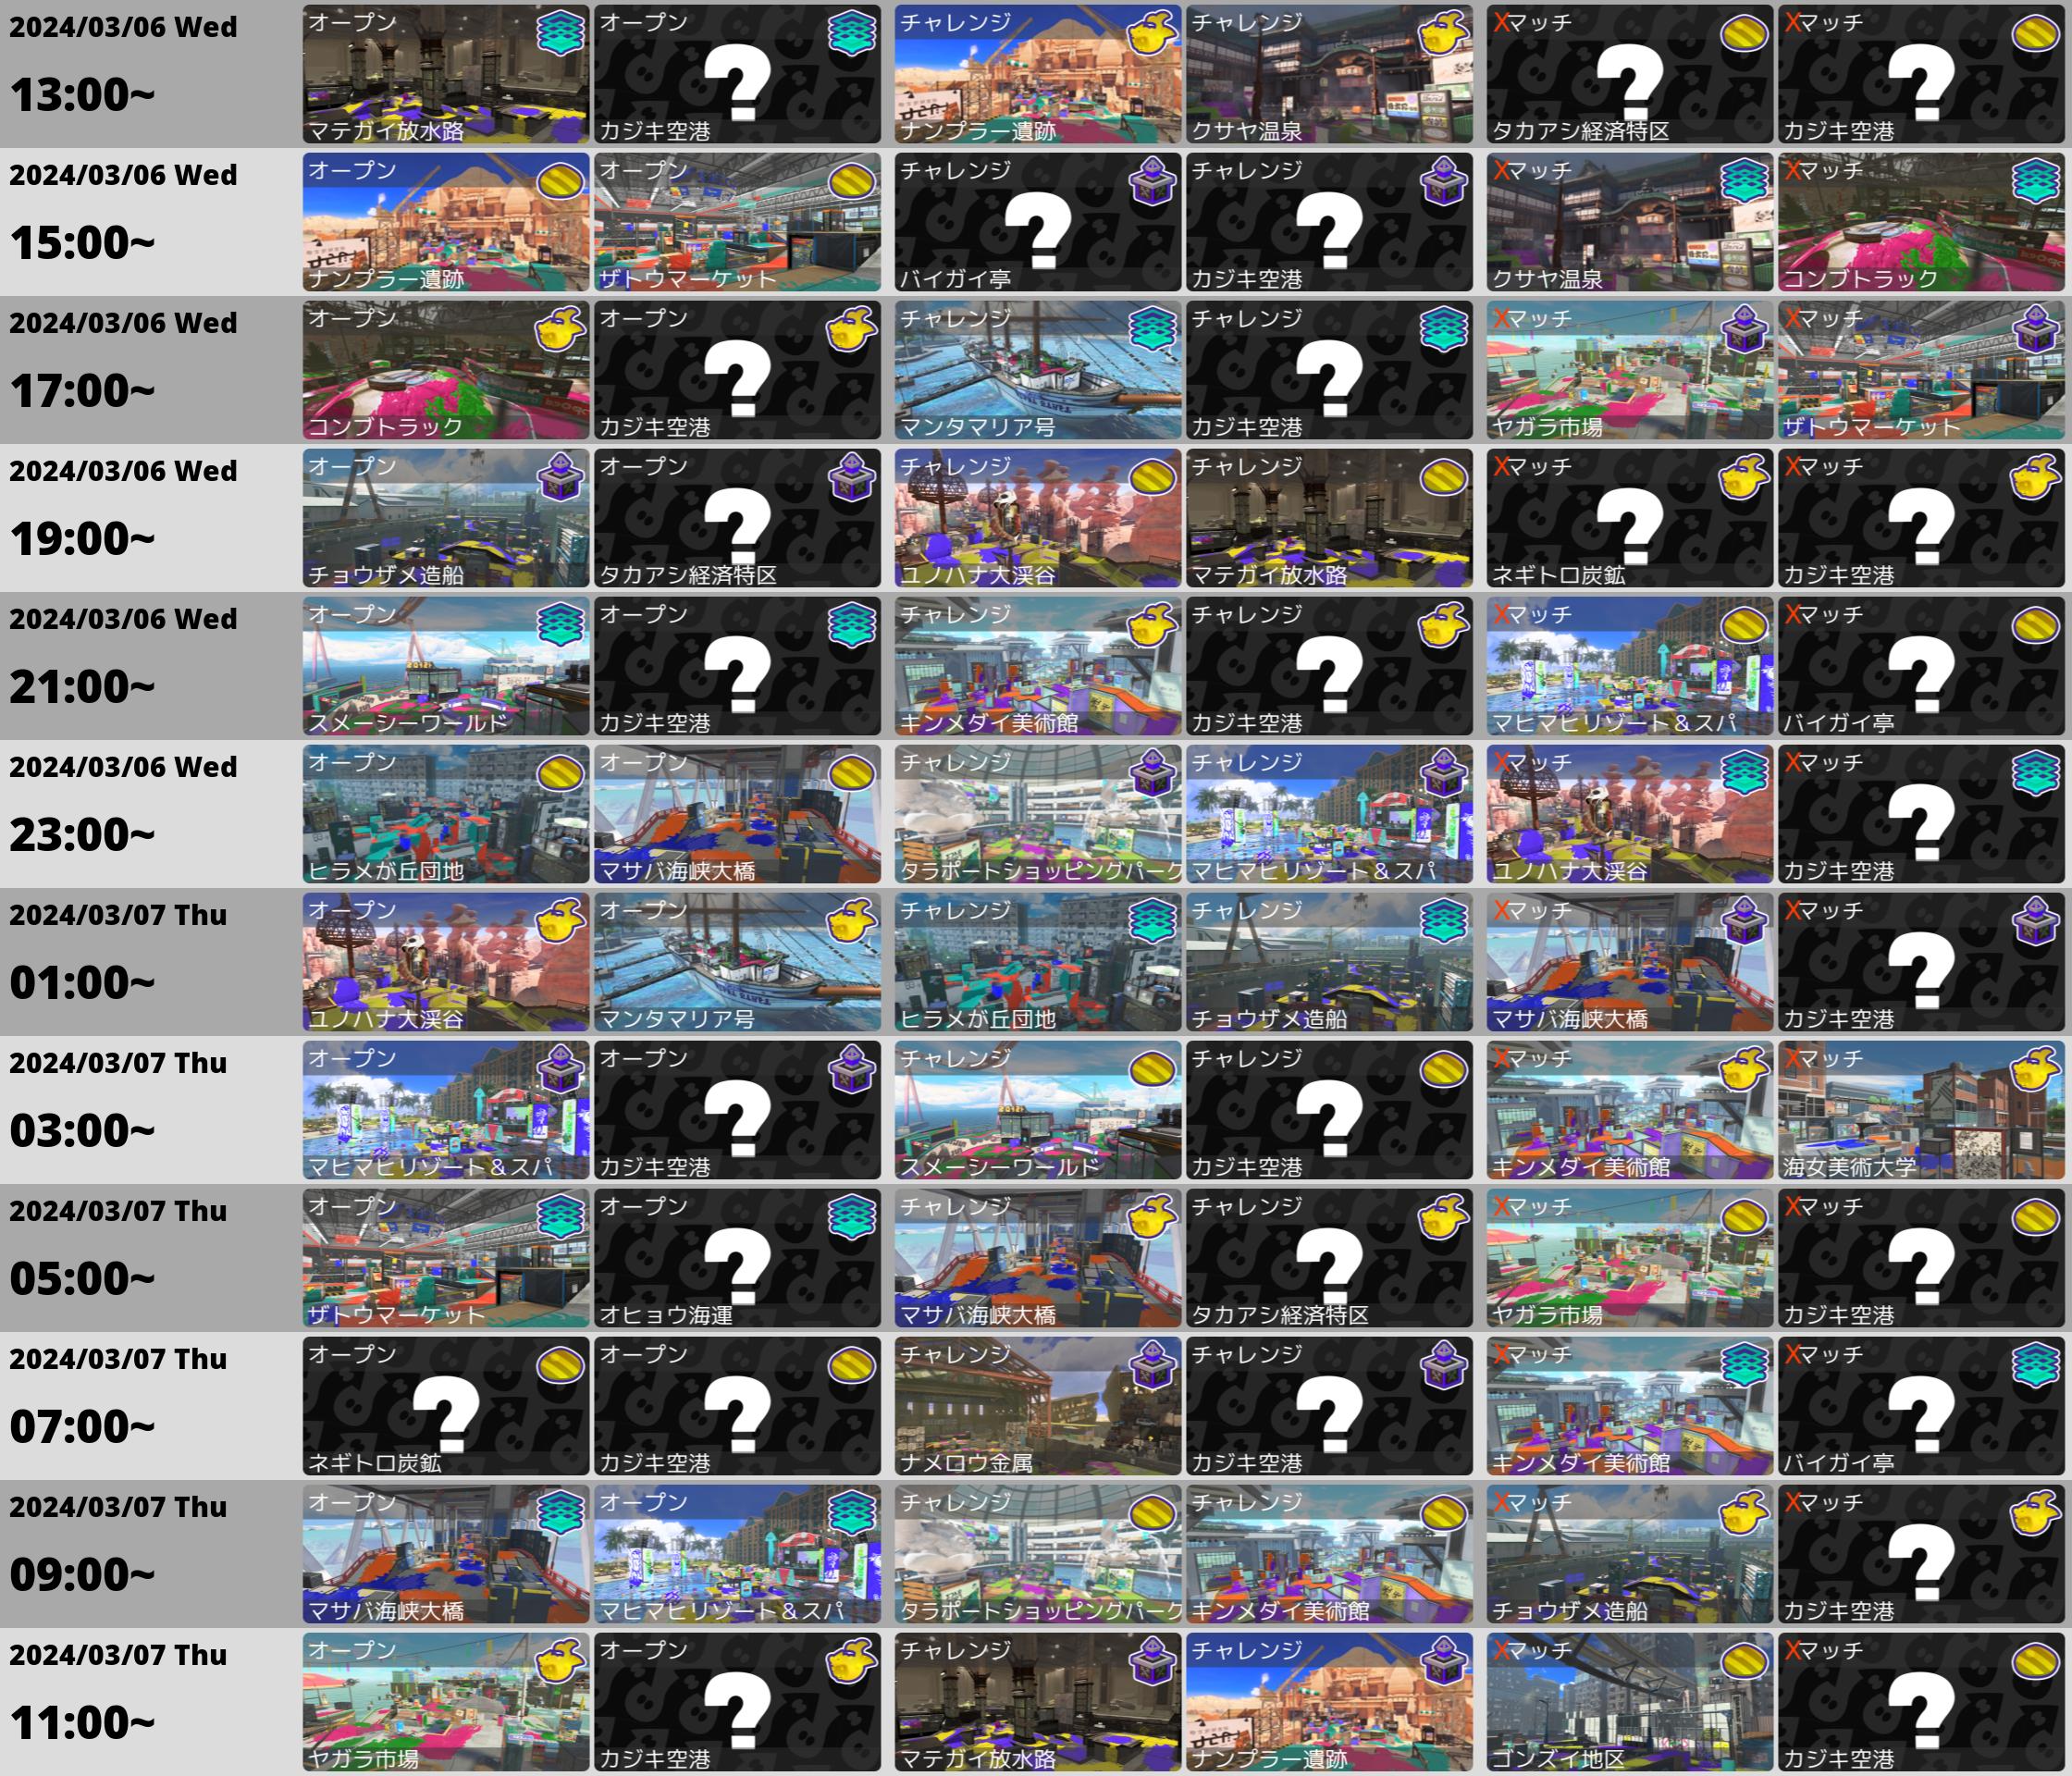 2024/03/06 Wed
13:00~
オープン
マテガイ放水路
オープン
カジキ空港
チャレンジ
ナンプラー遺跡
チャレンジ
クサヤ温泉
Xマッチ
タカアシ経済特区
Xマッチ
カジキ空港
2024/03/06 Wed
15:00~
オープン
ナンプラー遺跡
オープン
ザトウマーケット
チャレンジ
バイガイ亭
チャレンジ
カジキ空港
Xマッチ
クサヤ温泉
Xマッチ
コンブトラック
2024/03/06 Wed
17:00~
オープン
コンブトラック
オープン
カジキ空港
チャレンジ
マンタマリア号
チャレンジ
カジキ空港
Xマッチ
ヤガラ市場
Xマッチ
ザトウマーケット
2024/03/06 Wed
19:00~
オープン
チョウザメ造船
オープン
タカアシ経済特区
チャレンジ
ユノハナ大渓谷
チャレンジ
マテガイ放水路
Xマッチ
ネギトロ炭鉱
Xマッチ
カジキ空港
2024/03/06 Wed
21:00~
オープン
スメーシーワールド
オープン
カジキ空港
チャレンジ
キンメダイ美術館
チャレンジ
カジキ空港
Xマッチ
マヒマヒリゾート＆スパ
Xマッチ
バイガイ亭
2024/03/06 Wed
23:00~
オープン
ヒラメが丘団地
オープン
マサバ海峡大橋
チャレンジ
タラポートショッピングパーク
チャレンジ
マヒマヒリゾート＆スパ
Xマッチ
ユノハナ大渓谷
Xマッチ
カジキ空港
2024/03/07 Thu
01:00~
オープン
ユノハナ大渓谷
オープン
マンタマリア号
チャレンジ
ヒラメが丘団地
チャレンジ
チョウザメ造船
Xマッチ
マサバ海峡大橋
Xマッチ
カジキ空港
2024/03/07 Thu
03:00~
オープン
マヒマヒリゾート＆スパ
オープン
カジキ空港
チャレンジ
スメーシーワールド
チャレンジ
カジキ空港
Xマッチ
キンメダイ美術館
Xマッチ
海女美術大学
2024/03/07 Thu
05:00~
オープン
ザトウマーケット
オープン
オヒョウ海運
チャレンジ
マサバ海峡大橋
チャレンジ
タカアシ経済特区
Xマッチ
ヤガラ市場
Xマッチ
カジキ空港
2024/03/07 Thu
07:00~
オープン
ネギトロ炭鉱
オープン
カジキ空港
チャレンジ
ナメロウ金属
チャレンジ
カジキ空港
Xマッチ
キンメダイ美術館
Xマッチ
バイガイ亭
2024/03/07 Thu
09:00~
オープン
マサバ海峡大橋
オープン
マヒマヒリゾート＆スパ
チャレンジ
タラポートショッピングパーク
チャレンジ
キンメダイ美術館
Xマッチ
チョウザメ造船
Xマッチ
カジキ空港
2024/03/07 Thu
11:00~
オープン
ヤガラ市場
オープン
カジキ空港
チャレンジ
マテガイ放水路
チャレンジ
ナンプラー遺跡
Xマッチ
ゴンズイ地区
Xマッチ
カジキ空港